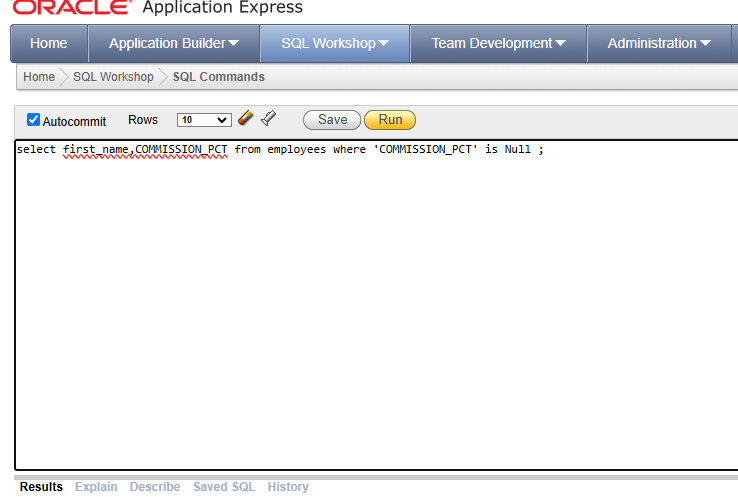 ORACLE® Application Express
Home Application Builder SQL Workshop Team Development Administration
Home SQL Workshop SQL Commands
Autocommit Rows 10 Save Run
select first_name,COMMISSION_PCT from employees where 'COMMISSION_PCT' is Null ;
Results Explain Describe Saved SQL History